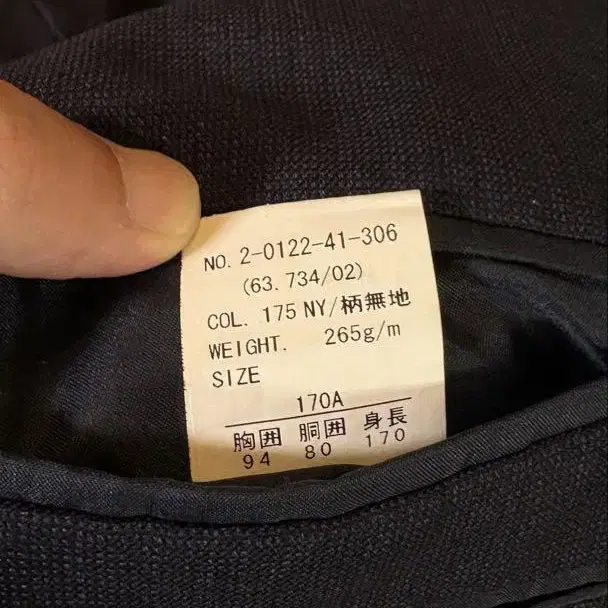 NO. 2-0122-41-306
(63.734/02)
COL. 175 NY/柄無地
WEIGHT. 265g/m
SIZE
170A
胸囲 胴囲 身長
94 80 170